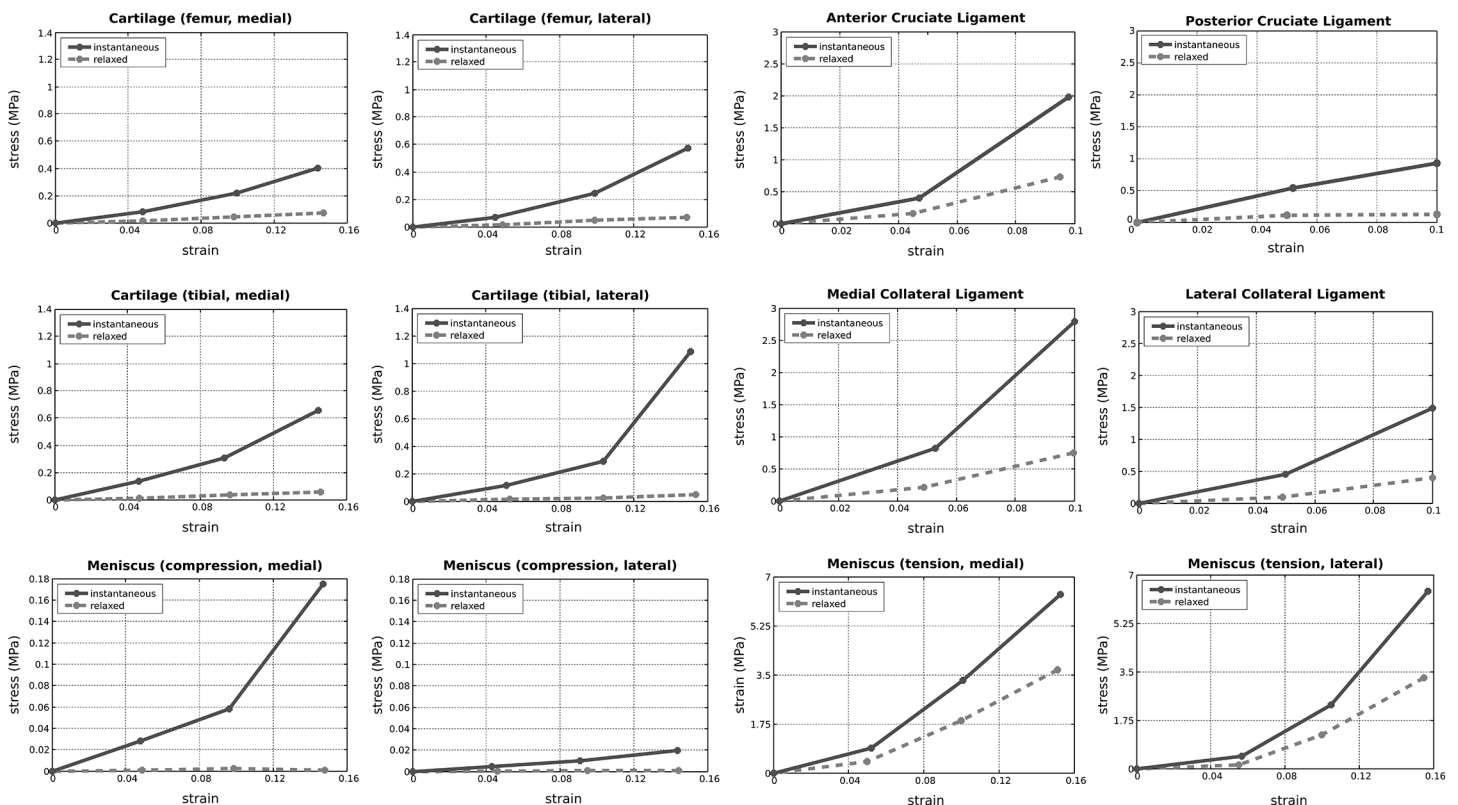 Cartilage (femur, medial)
1.4
1.2
1
0.8
0.6
0.4
0.2
0
0
0.04
0.08
0.12
0.16
stress (MPa)
strain
instantaneous
relaxed
Cartilage (femur, lateral)
1.4
1.2
1
0.8
0.6
0.4
0.2
0
0
0.04
0.08
0.12
0.16
stress (MPa)
strain
instantaneous
relaxed
Anterior Cruciate Ligament
3
2.5
2
1.5
1
0.5
0
0
0.02
0.04
0.06
0.08
0.1
stress (MPa)
strain
instantaneous
relaxed
Posterior Cruciate Ligament
3
2.5
2
1.5
1
0.5
0
0
0.02
0.04
0.06
0.08
0.1
stress (MPa)
strain
instantaneous
relaxed
Cartilage (tibial, medial)
1.4
1.2
1
0.8
0.6
0.4
0.2
0
0
0.04
0.08
0.12
0.16
stress (MPa)
strain
instantaneous
relaxed
Cartilage (tibial, lateral)
1.4
1.2
1
0.8
0.6
0.4
0.2
0
0
0.04
0.08
0.12
0.16
stress (MPa)
strain
instantaneous
relaxed
Medial Collateral Ligament
3
2.5
2
1.5
1
0.5
0
0
0.02
0.04
0.06
0.08
0.1
stress (MPa)
strain
instantaneous
relaxed
Lateral Collateral Ligament
3
2.5
2
1.5
1
0.5
0
0
0.02
0.04
0.06
0.08
0.1
stress (MPa)
strain
instantaneous
relaxed
Meniscus (compression, medial)
0.18
0.16
0.14
0.12
0.1
0.08
0.06
0.04
0.02
0
0
0.04
0.08
0.12
0.16
stress (MPa)
strain
instantaneous
relaxed
Meniscus (compression, lateral)
0.18
0.16
0.14
0.12
0.1
0.08
0.06
0.04
0.02
0
0
0.04
0.08
0.12
0.16
stress (MPa)
strain
instantaneous
relaxed
Meniscus (tension, medial)
7
5.25
3.5
1.75
0
0
0.04
0.08
0.12
0.16
strain (MPa)
strain
instantaneous
relaxed
Meniscus (tension, lateral)
7
5.25
3.5
1.75
0
0
0.04
0.08
0.12
0.16
stress (MPa)
strain
instantaneous
relaxed